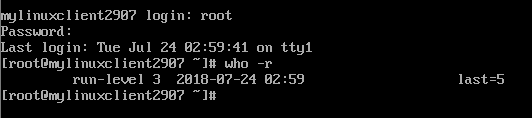 mylinuxclient2907 login: root
Password:
Last login: Tue Jul 24 02:59:41 on tty1
[root@mylinuxclient2907 ~]# who -r
         run-level 3  2018-07-24 02:59                   last=5
[root@mylinuxclient2907 ~]#